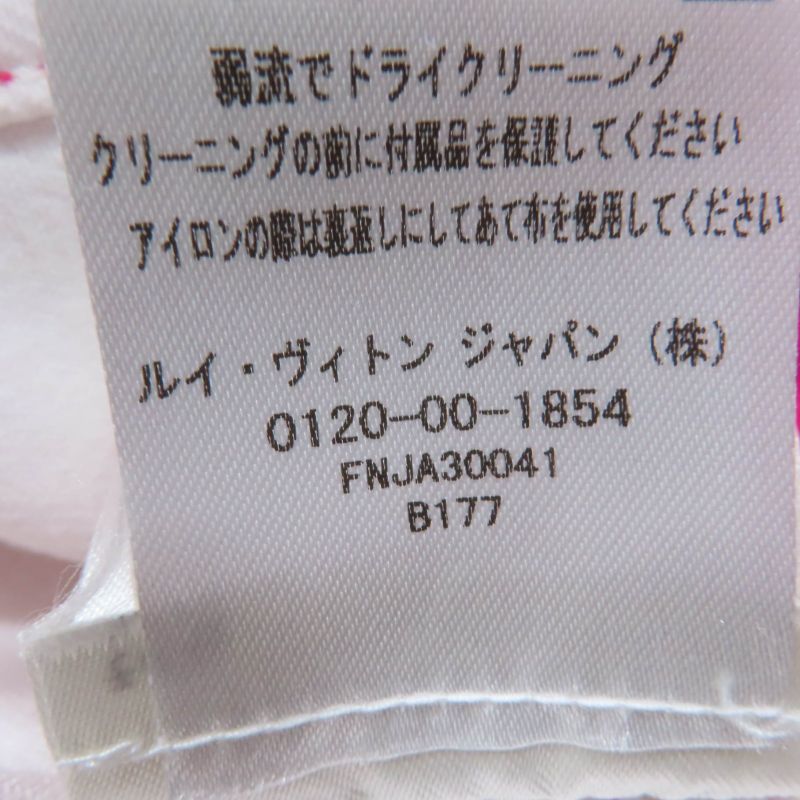 弱流でドライクリーニング
クリーニングの前に付属品を保護してください
アイロンの際は裏返しにしてあて布を使用してください
ルイ・ヴィトン ジャパン (株)
0120-00-1854
FNJA30041
B177